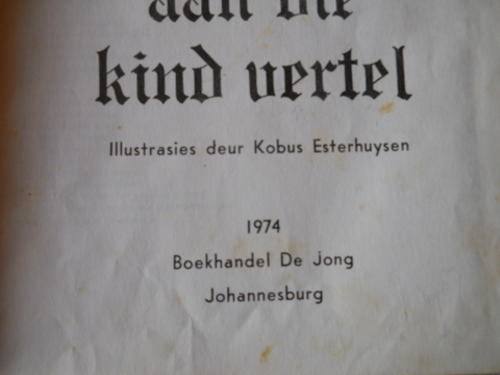 aan die
kind vertel
Illustrasies deur Kobus Esterhuysen
1974
Boekhandel De Jong
Johannesburg